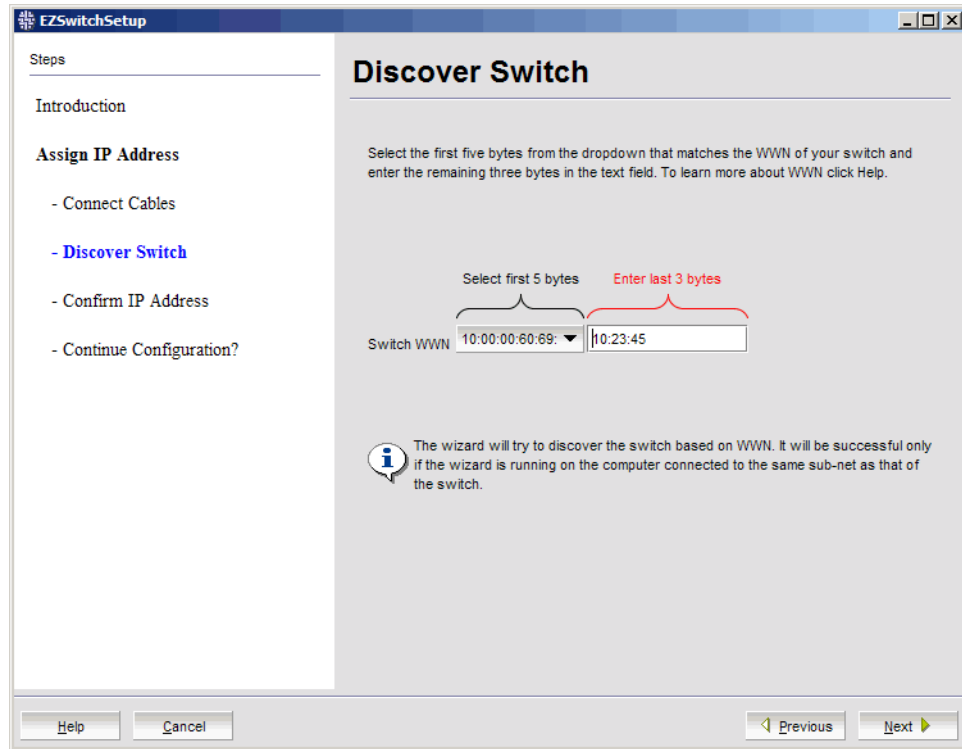 EZSwitchSetup
Steps
Introduction
Assign IP Address
- Connect Cables
- Discover Switch
- Confirm IP Address
- Continue Configuration?
Discover Switch
Select the first five bytes from the dropdown that matches the WWN of your switch and
enter the remaining three bytes in the text field. To learn more about WWN click Help.
Select first 5 bytes Enter last 3 bytes
Switch WWN 10:00:00:60:69: 10:23:45
The wizard will try to discover the switch based on WWN. It will be successful only
if the wizard is running on the computer connected to the same sub-net as that of
the switch.
Help Cancel Previous Next